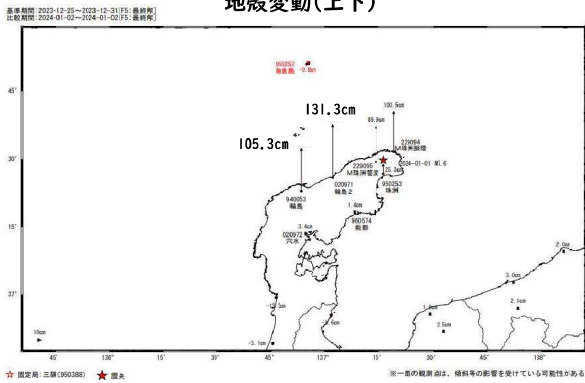 地殻変動(上下)
基準期間:2023-12-25~2023-12-31[F5:最終解]
比較期間:2024-01-02~2024-01-02[F5:最終解]
950252
舳倉島
-0.8cm
45'
131.3cm
100.5cm
89.9cm
105.3cm
229094
M珠洲狼煙
30'
2024-01-01 M7.6
229095
M珠洲笹波
25.3cm
020971
輪島2
950253
珠洲
940053
輪島
1.4cm
960574
能都
15'
3.4cm
020972
穴水
2.0cm
3.0cm
37°
2.1cm
2.5cm
10cm
-3.1cm
45'
136°
15'
30'
45'
137°
15'
30'
45'
138°
☆ 固定局:三隅(950388)
★ 震央
※一部の観測点は、傾斜等の影響を受けている可能性がある